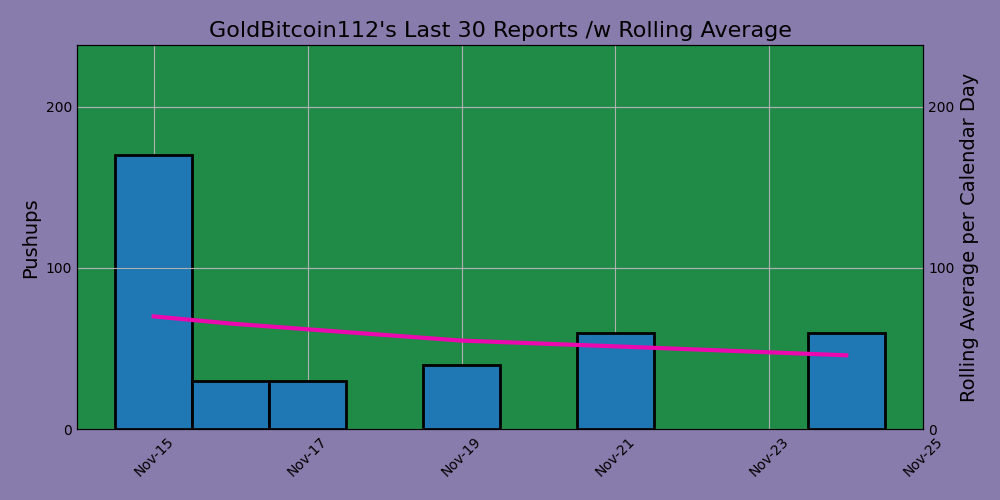 GoldBitcoin112's Last 30 Reports /w Rolling Average
Pushups
200
100
0
200
100
0
Rolling Average per Calendar Day
Nov-15
Nov-17
Nov-19
Nov-21
Nov-23
Nov-25